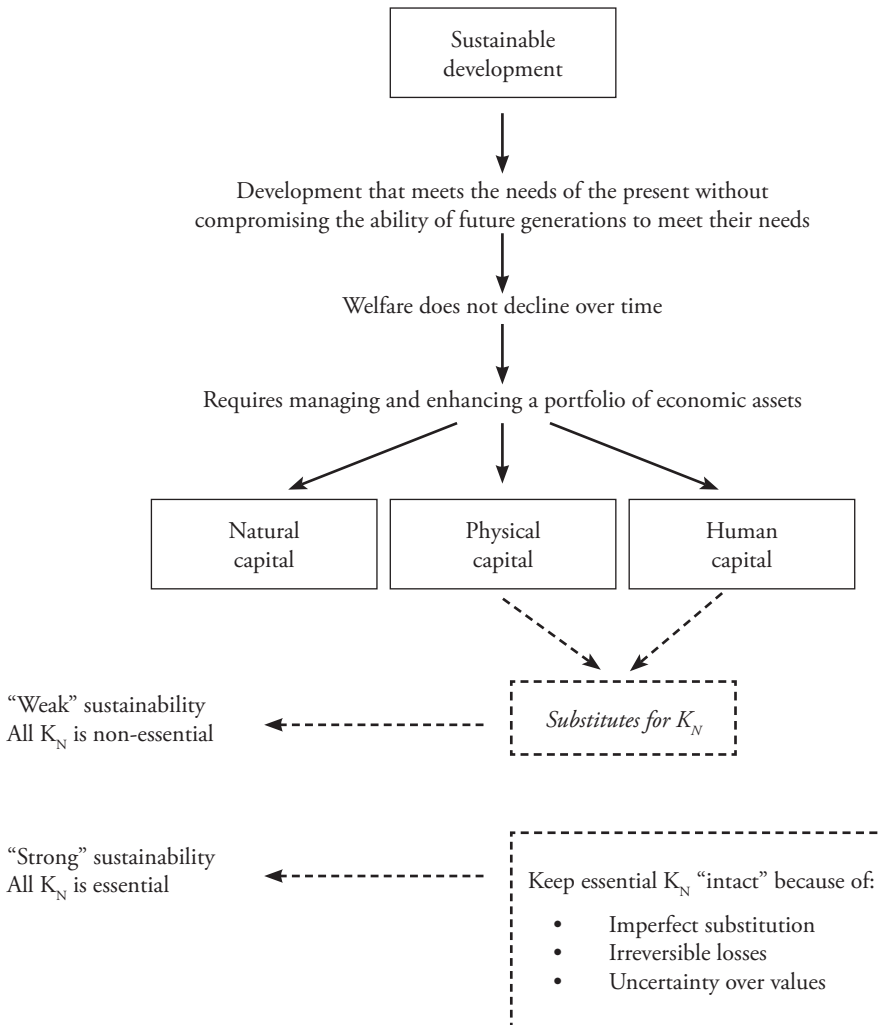 Sustainable
development
Development that meets the needs of the present without
compromising the ability of future generations to meet their needs
Welfare does not decline over time
Requires managing and enhancing a portfolio of economic assets
Natural
capital
Physical
capital
Human
capital
“Weak” sustainability
All K_N is non-essential
Substitutes for K_N
“Strong” sustainability
All K_N is essential
Keep essential K_N “intact” because of:
• Imperfect substitution
• Irreversible losses
• Uncertainty over values